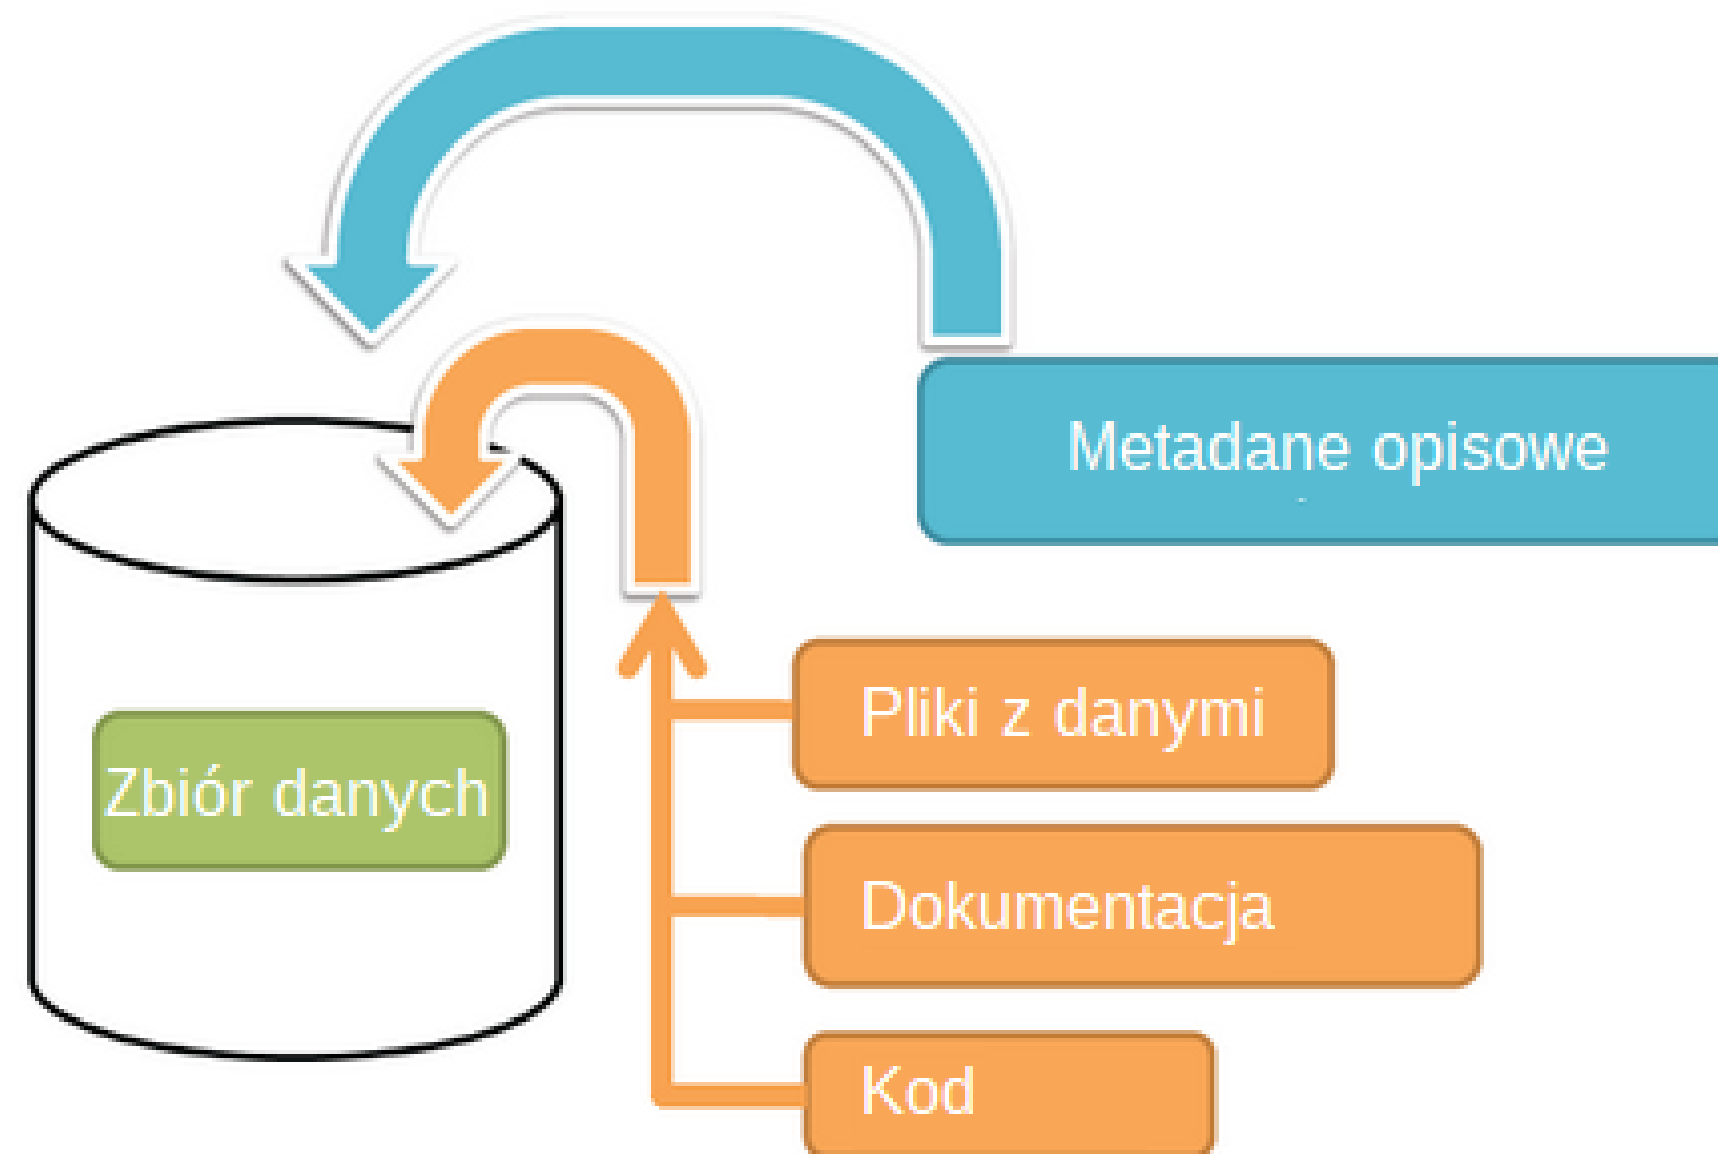 Metadane opisowe
Pliki z danymi
Zbiór danych
Dokumentacja
Kod